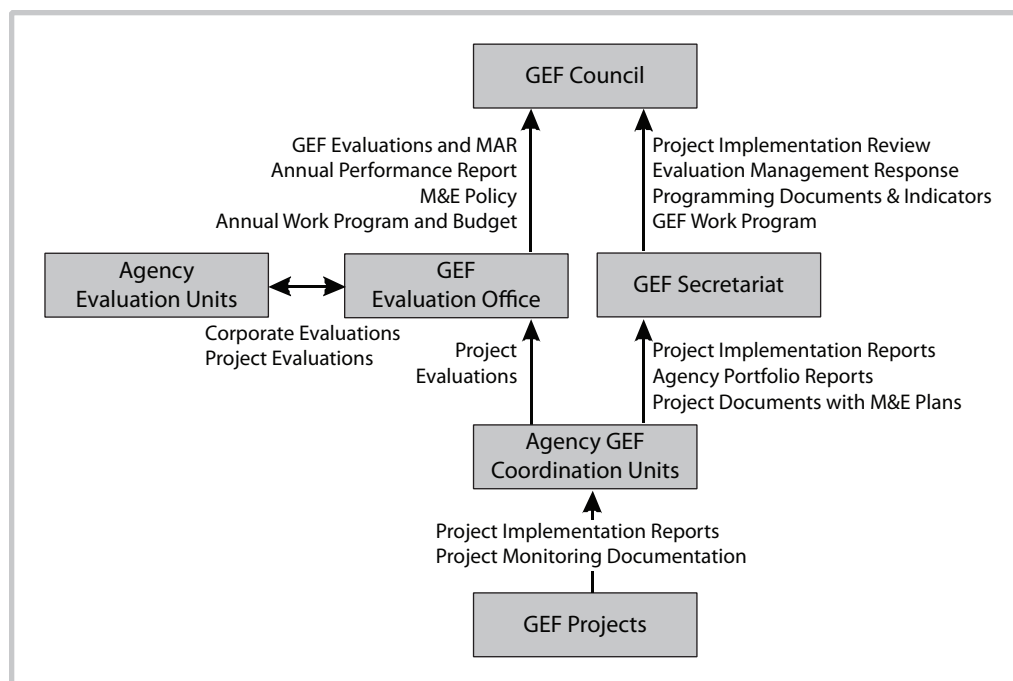 GEF Council
GEF Evaluations and MAR
Annual Performance Report
M&E Policy
Annual Work Program and Budget
Project Implementation Review
Evaluation Management Response
Programming Documents & Indicators
GEF Work Program
Agency
Evaluation Units
GEF
Evaluation Office
GEF Secretariat
Corporate Evaluations
Project Evaluations
Project
Evaluations
Project Implementation Reports
Agency Portfolio Reports
Project Documents with M&E Plans
Agency GEF
Coordination Units
Project Implementation Reports
Project Monitoring Documentation
GEF Projects